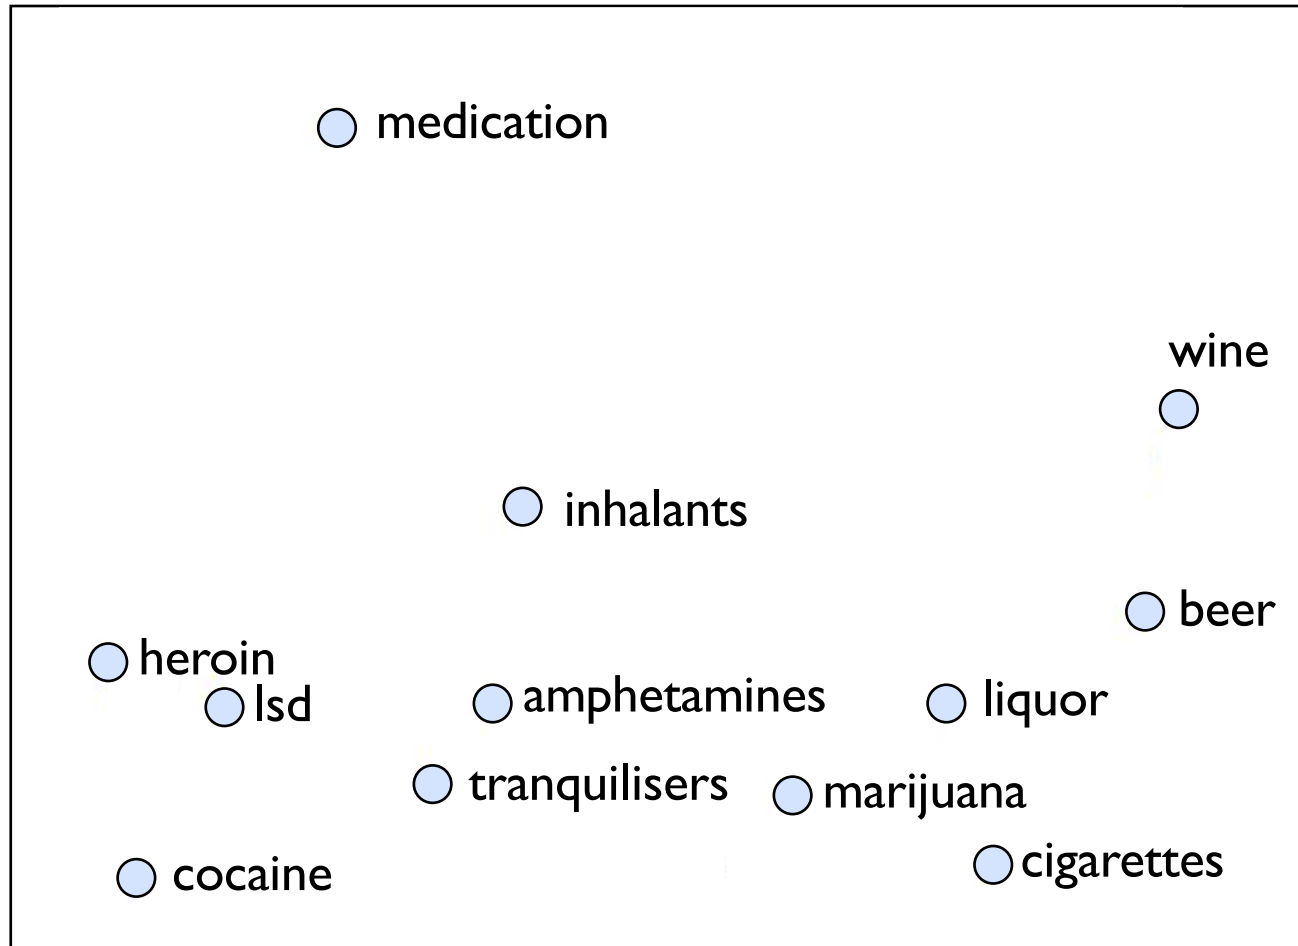 medication
wine
inhalants
beer
heroin
lsd
amphetamines
liquor
tranquilisers
marijuana
cigarettes
cocaine